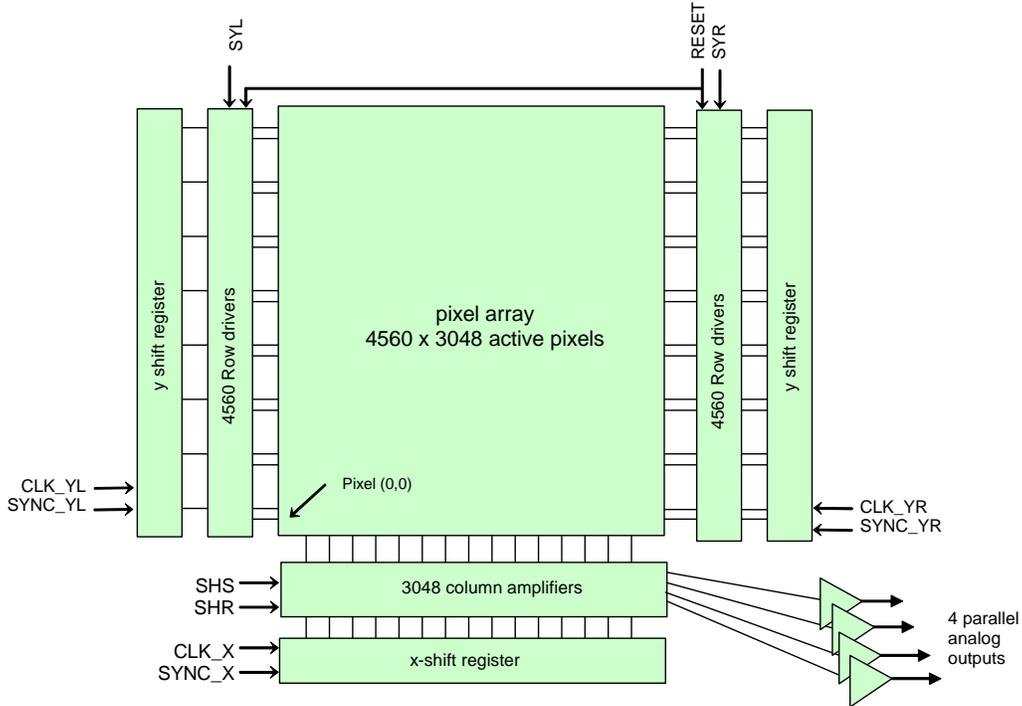 SYL
RESET
SYR
y shift register
4560 Row drivers
pixel array
4560 x 3048 active pixels
4560 Row drivers
y shift register
Pixel (0,0)
CLK_YL
SYNC_YL
CLK_YR
SYNC_YR
SHS
SHR
3048 column amplifiers
CLK_X
SYNC_X
x-shift register
4 parallel
analog
outputs